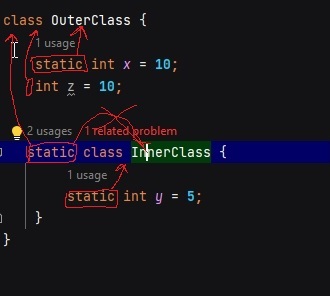 class OuterClass {
1 usage
static int x = 10;
int z = 10;
2 usages 1 related problem
static class InnerClass {
1 usage
static int y = 5;
}
}